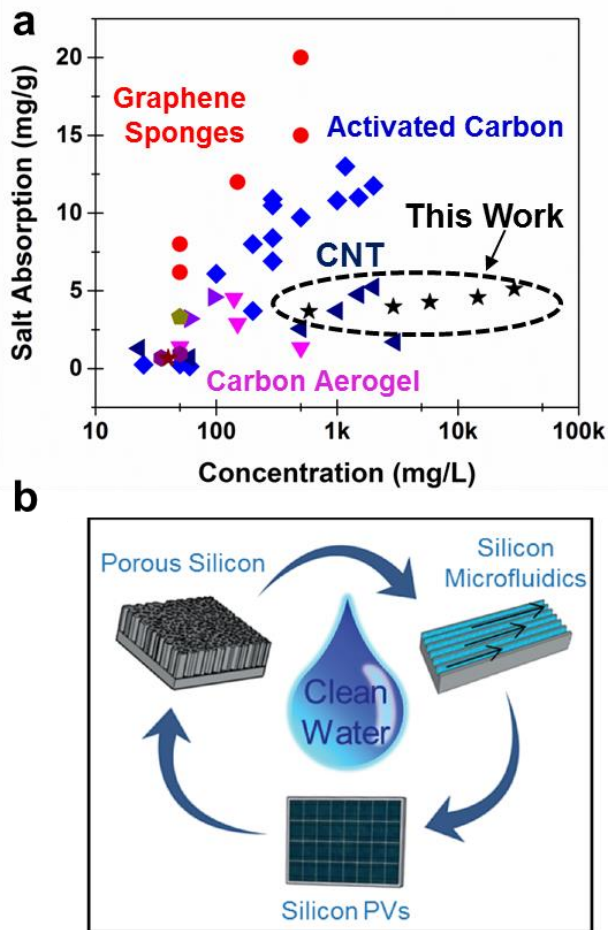 a
20
15
10
5
0
Salt Absorption (mg/g)
Graphene
Sponges
Activated Carbon
This Work
CNT
Carbon Aerogel
10
100
1k
10k
100k
Concentration (mg/L)
b
Porous Silicon
Silicon
Microfluidics
Clean
Water
Silicon PVs